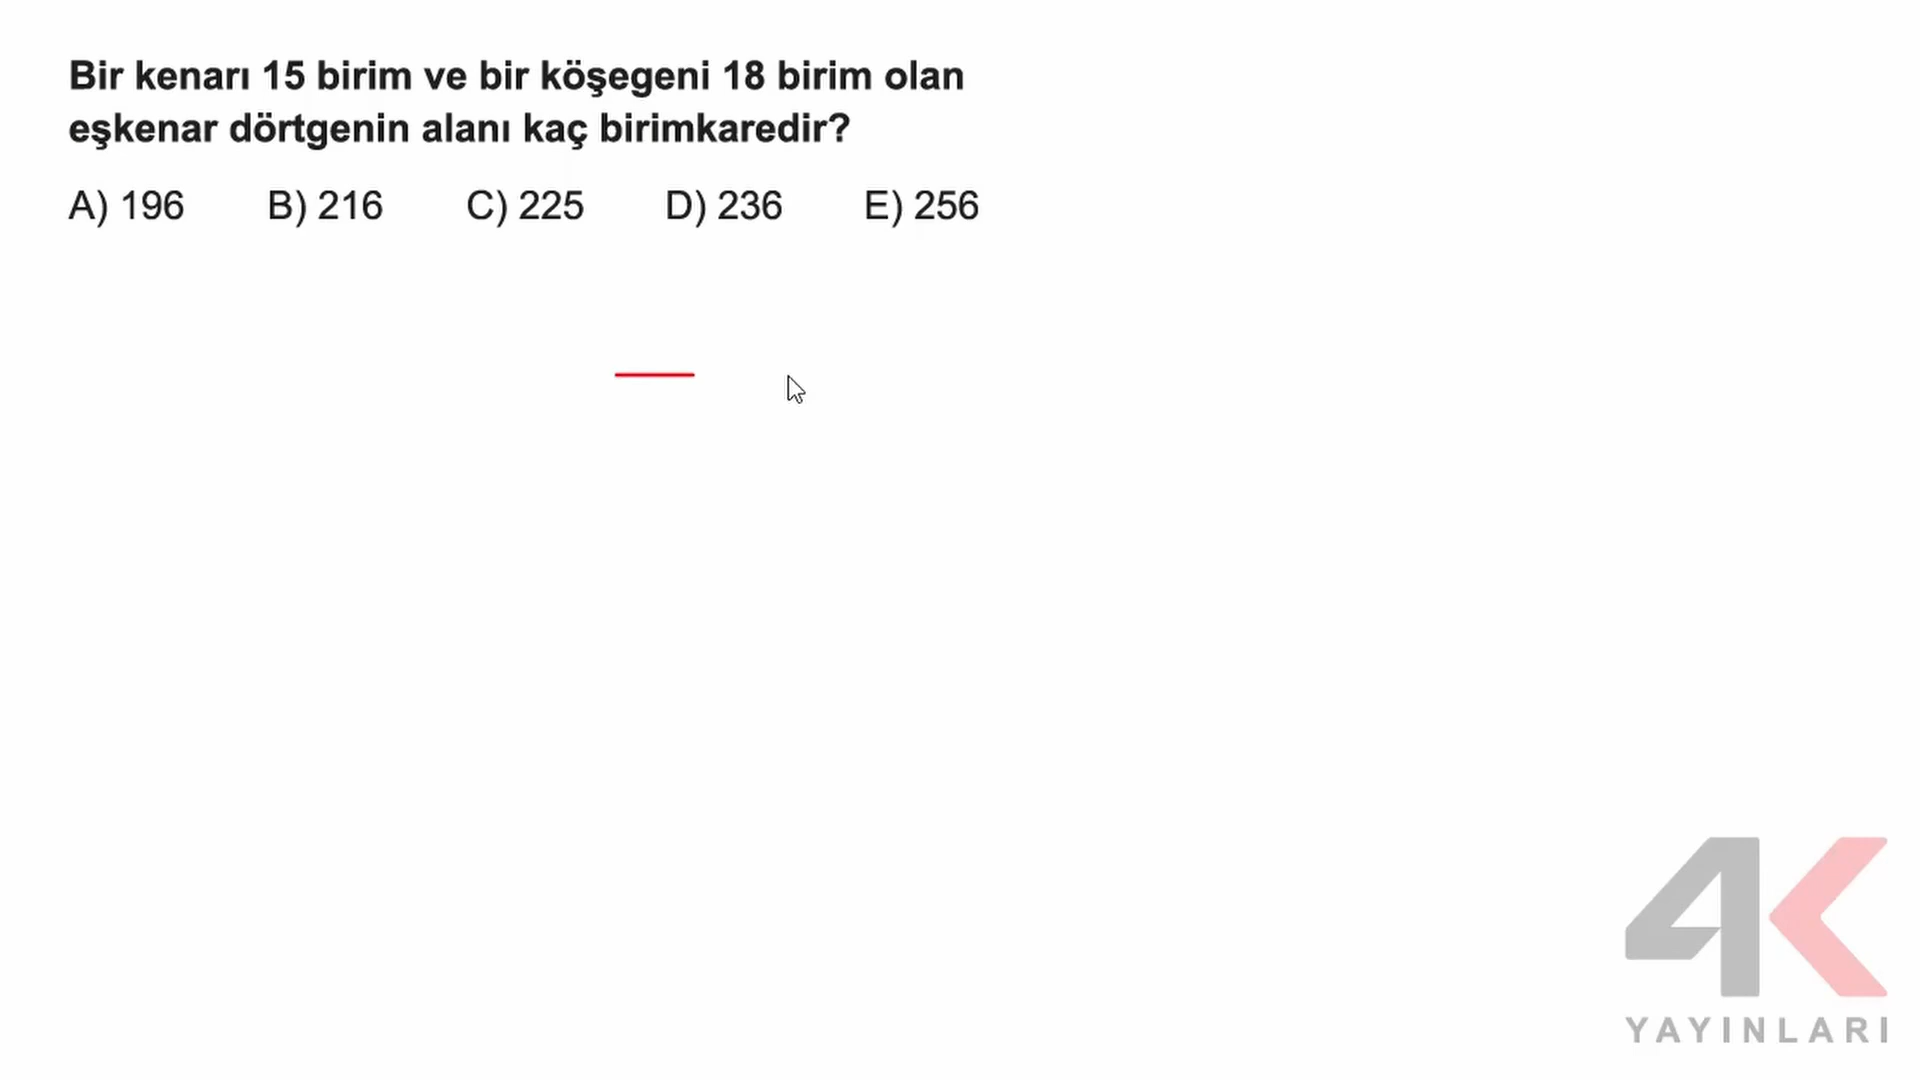 Bir kenarı 15 birim ve bir köşegeni 18 birim olan
eşkenar dörtgenin alanı kaç birimkaredir?
A) 196 B) 216 C) 225 D) 236 E) 256
4K
YAYINLARI